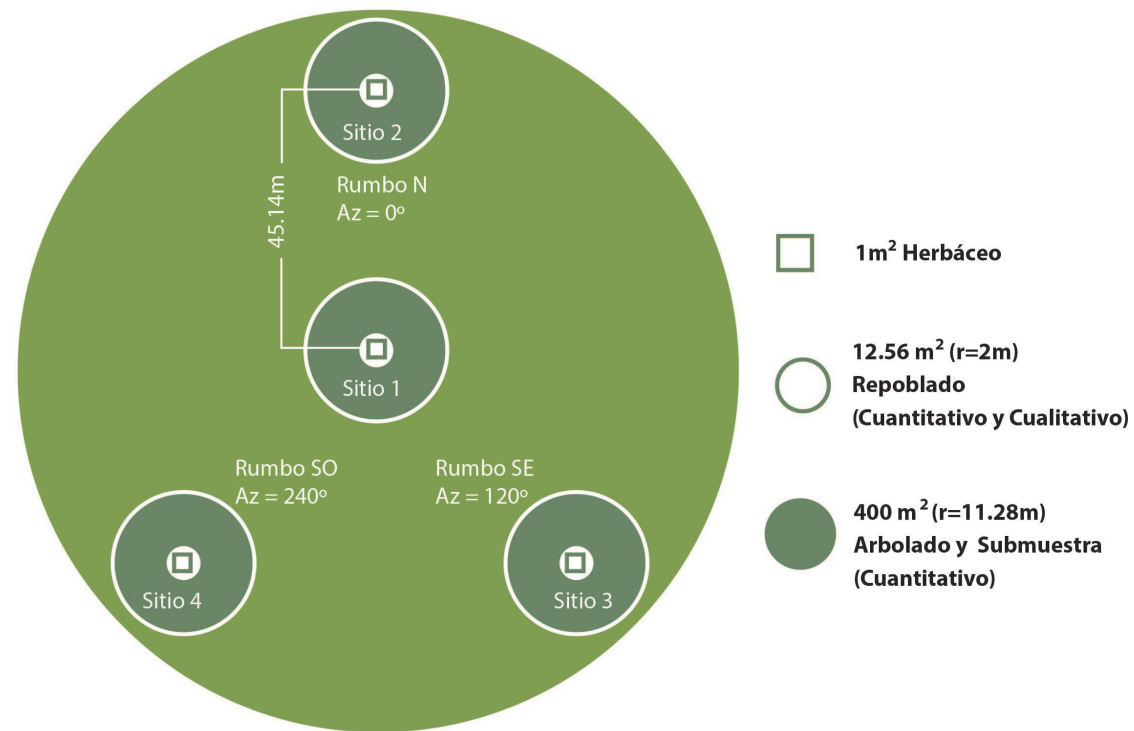 Sitio 2
Rumbo N
Az = 0º
45.14m
Sitio 1
Rumbo SO
Az = 240º
Rumbo SE
Az = 120º
Sitio 4
Sitio 3
1m² Herbáceo
12.56 m² (r=2m)
Repoblado
(Cuantitativo y Cualitativo)
400 m² (r=11.28m)
Arbolado y Submuestra
(Cuantitativo)